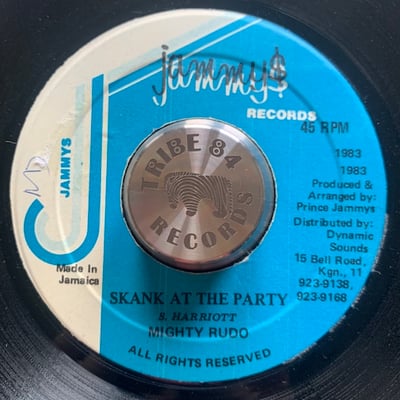 jammy$
jammy$
RECORDS
45 RPM
JAMMYS
1983
1983
Produced &
Arranged by:
Prince Jammys
Distributed by:
Dynamic
Sounds
15 Bell Road,
Kgn., 11
923-9138,
923-9168
Made In
Jamaica
TRIBE 84
RECORDS
SKANK AT THE PARTY
S. HARRIOTT
MIGHTY RUDO
ALL RIGHTS RESERVED